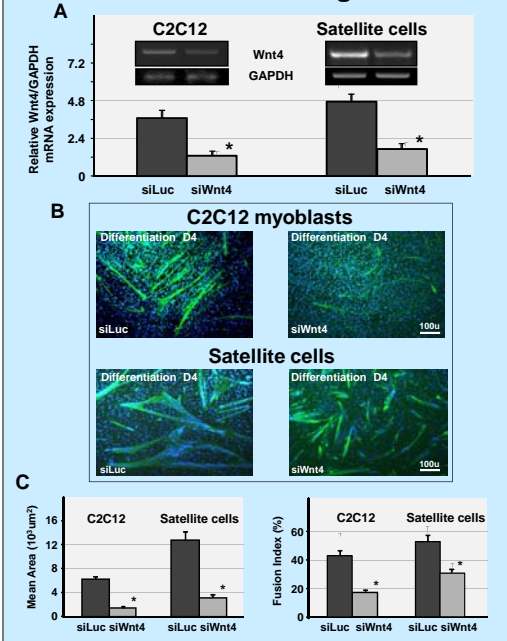 A
C2C12
Satellite cells
Wnt4
GAPDH
Relative Wnt4/GAPDH
mRNA expression
7.2
4.8
2.4
0
siLuc
siWnt4
siLuc
siWnt4
*
*
B
C2C12 myoblasts
Differentiation D4
siLuc
Differentiation D4
siWnt4
100u
Satellite cells
Differentiation D4
siLuc
Differentiation D4
siWnt4
100u
C
Mean Area (10³um²)
16
12
8
4
0
C2C12
Satellite cells
*
*
siLuc siWnt4
siLuc siWnt4
Fusion Index (%)
60
40
20
0
C2C12
Satellite cells
*
*
siLuc siWnt4
siLuc siWnt4